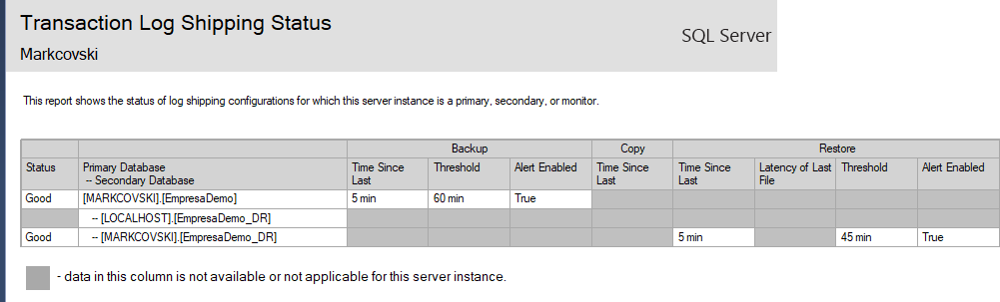 Transaction Log Shipping Status
Markcovski
SQL Server
This report shows the status of log shipping configurations for which this server instance is a primary, secondary, or monitor.
Backup Copy Restore
Status Primary Database Time Since Threshold Alert Enabled Time Since Time Since Latency of Last Threshold Alert Enabled
-- Secondary Database Last Last Last File
Good [MARKCOVSKI].[EmpresaDemo] 5 min 60 min True
-- [LOCALHOST].[EmpresaDemo_DR]
Good -- [MARKCOVSKI].[EmpresaDemo_DR] 5 min 45 min True
- data in this column is not available or not applicable for this server instance.